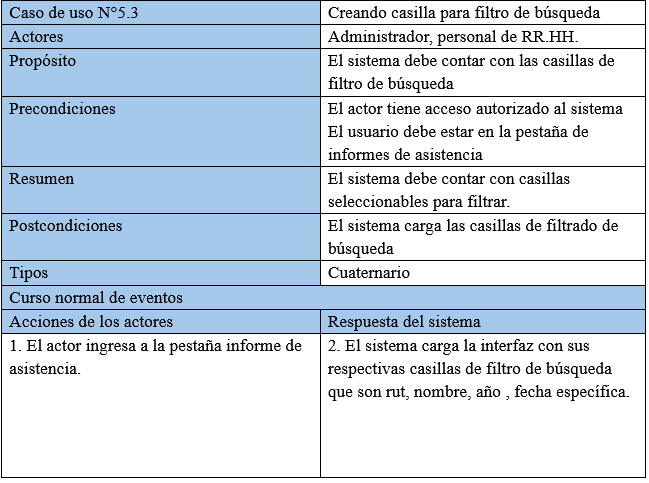 Caso de uso N°5.3
Creando casilla para filtro de búsqueda
Actores
Administrador, personal de RR.HH.
Propósito
El sistema debe contar con las casillas de
filtro de búsqueda
Precondiciones
El actor tiene acceso autorizado al sistema
El usuario debe estar en la pestaña de
informes de asistencia
Resumen
El sistema debe contar con casillas
seleccionables para filtrar.
Postcondiciones
El sistema carga las casillas de filtrado de
búsqueda
Tipos
Cuaternario
Curso normal de eventos
Acciones de los actores
Respuesta del sistema
1. El actor ingresa a la pestaña informe de
asistencia.
2. El sistema carga la interfaz con sus
respectivas casillas de filtro de búsqueda
que son rut, nombre, año , fecha específica.